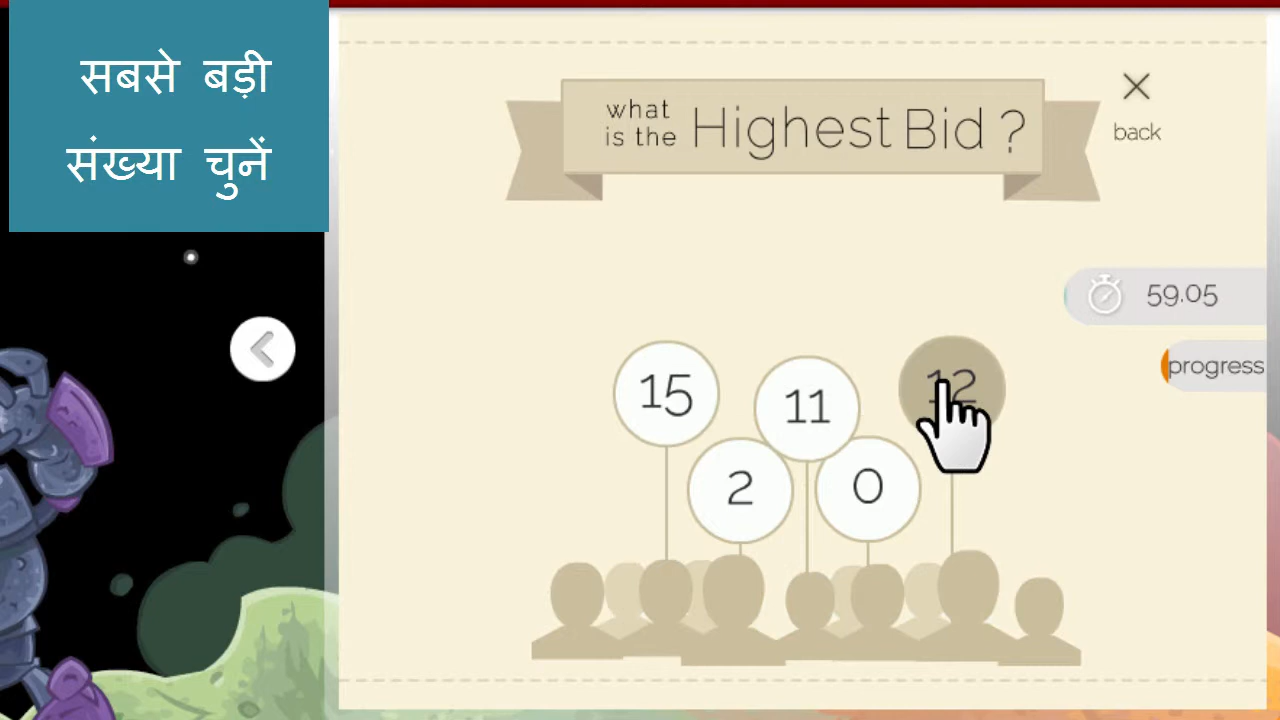 सबसे बड़ी
संख्या चुनें
what
is the
Highest Bid ?
back
59.05
progress
15
11
12
2
0